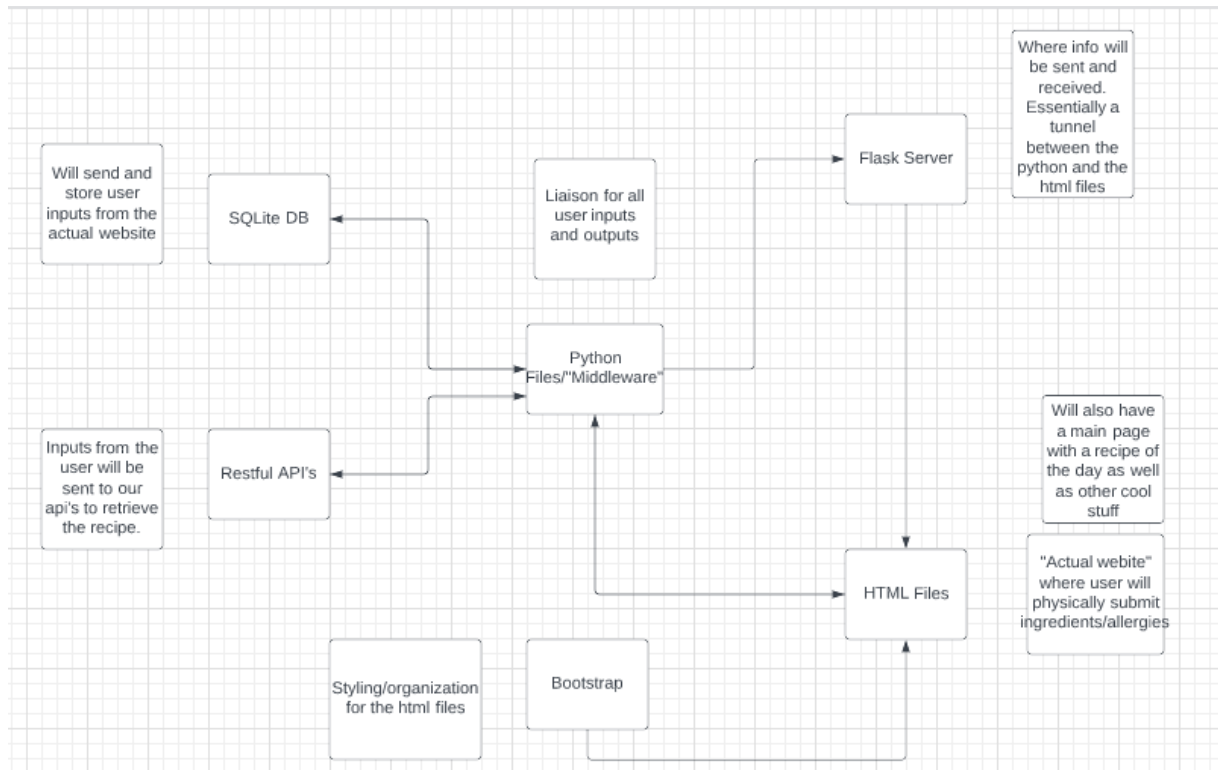 Where info will
be sent and
received.
Essentially a
tunnel
between the
python and the
html files
Flask Server
Will send and
store user
inputs from the
actual website
SQLite DB
Liaison for all
user inputs
and outputs
Python
Files/"Middleware"
Inputs from the
user will be
sent to our
api's to retrieve
the recipe.
Restful API's
Will also have
a main page
with a recipe of
the day as well
as other cool
stuff
HTML Files
"Actual webite"
where user will
physically submit
ingredients/allergies
Styling/organization
for the html files
Bootstrap